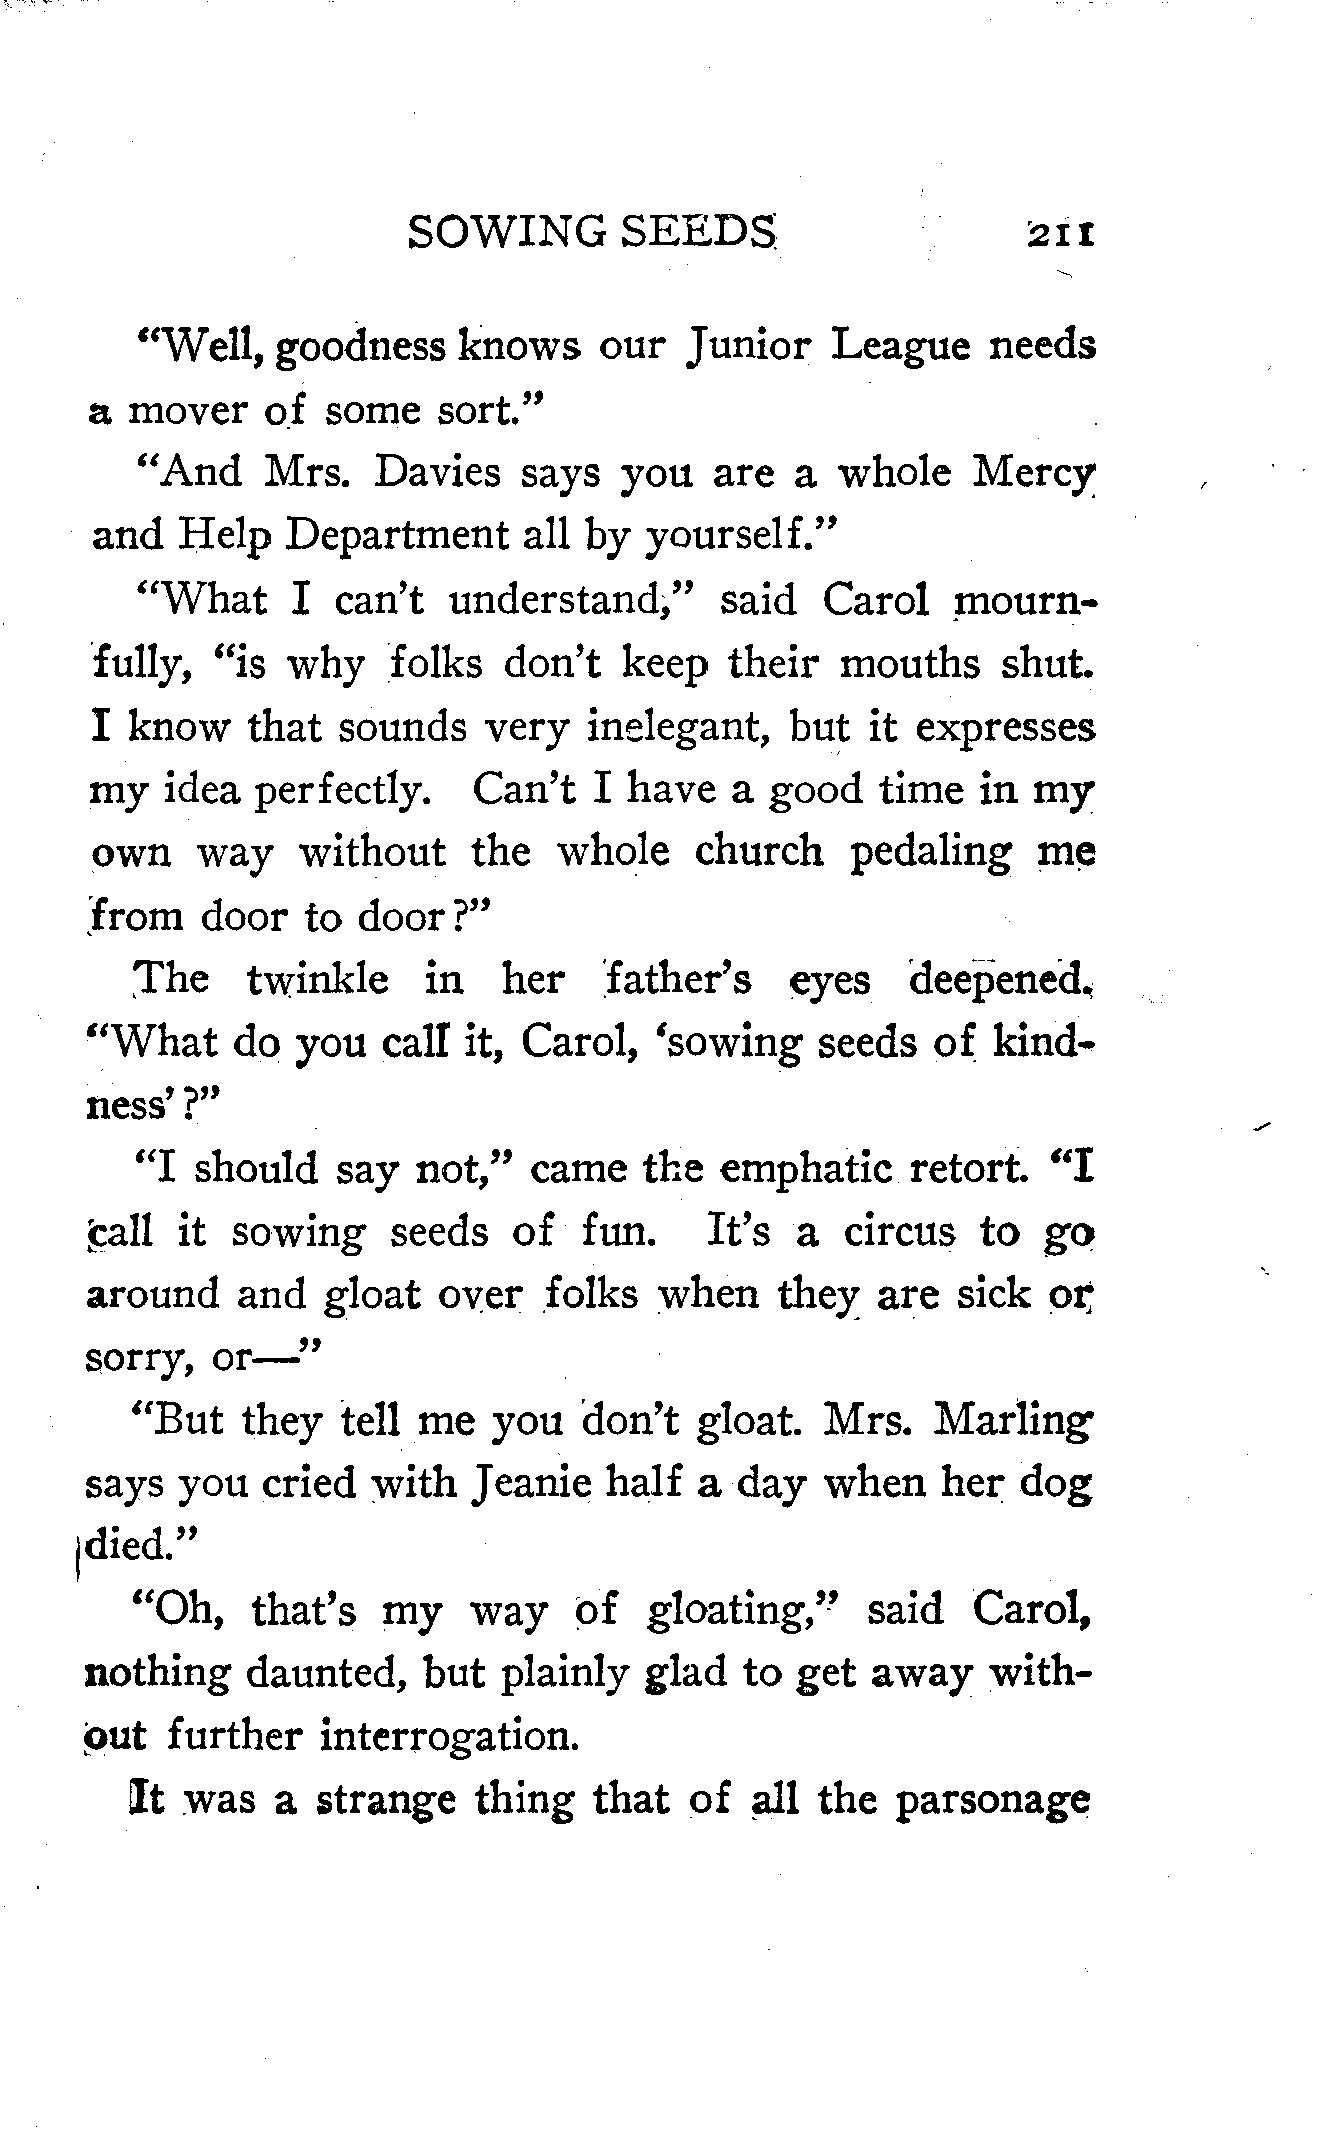 SOWING SEEDS 211
“Well, goodness knows our Junior League needs
a mover of some sort.”
“And Mrs. Davies says you are a whole Mercy
and Help Department all by yourself.”
“What I can’t understand,” said Carol mourn-
fully, “is why folks don’t keep their mouths shut.
I know that sounds very inelegant, but it expresses
my idea perfectly. Can’t I have a good time in my
own way without the whole church pedaling me
from door to door?”
The twinkle in her father’s eyes deepened.
“What do you call it, Carol, ‘sowing seeds of kind-
ness’?”
“I should say not,” came the emphatic retort. “I
call it sowing seeds of fun. It’s a circus to go
around and gloat over folks when they are sick or
sorry, or—”
“But they tell me you don’t gloat. Mrs. Marling
says you cried with Jeanie half a day when her dog
died.”
“Oh, that’s my way of gloating,” said Carol,
nothing daunted, but plainly glad to get away with-
out further interrogation.
It was a strange thing that of all the parsonage